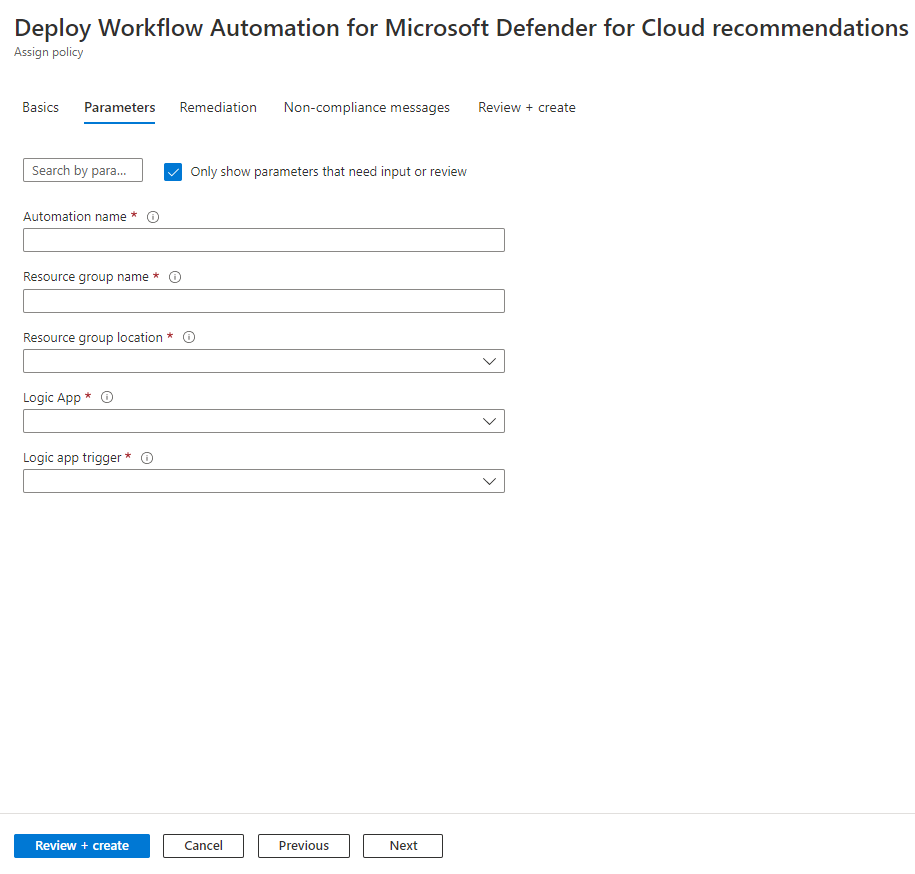 Deploy Workflow Automation for Microsoft Defender for Cloud recommendations
Assign policy
Basics Parameters Remediation Non-compliance messages Review + create
Search by para... Only show parameters that need input or review
Automation name *
Resource group name *
Resource group location *
Logic App *
Logic app trigger *
Review + create Cancel Previous Next